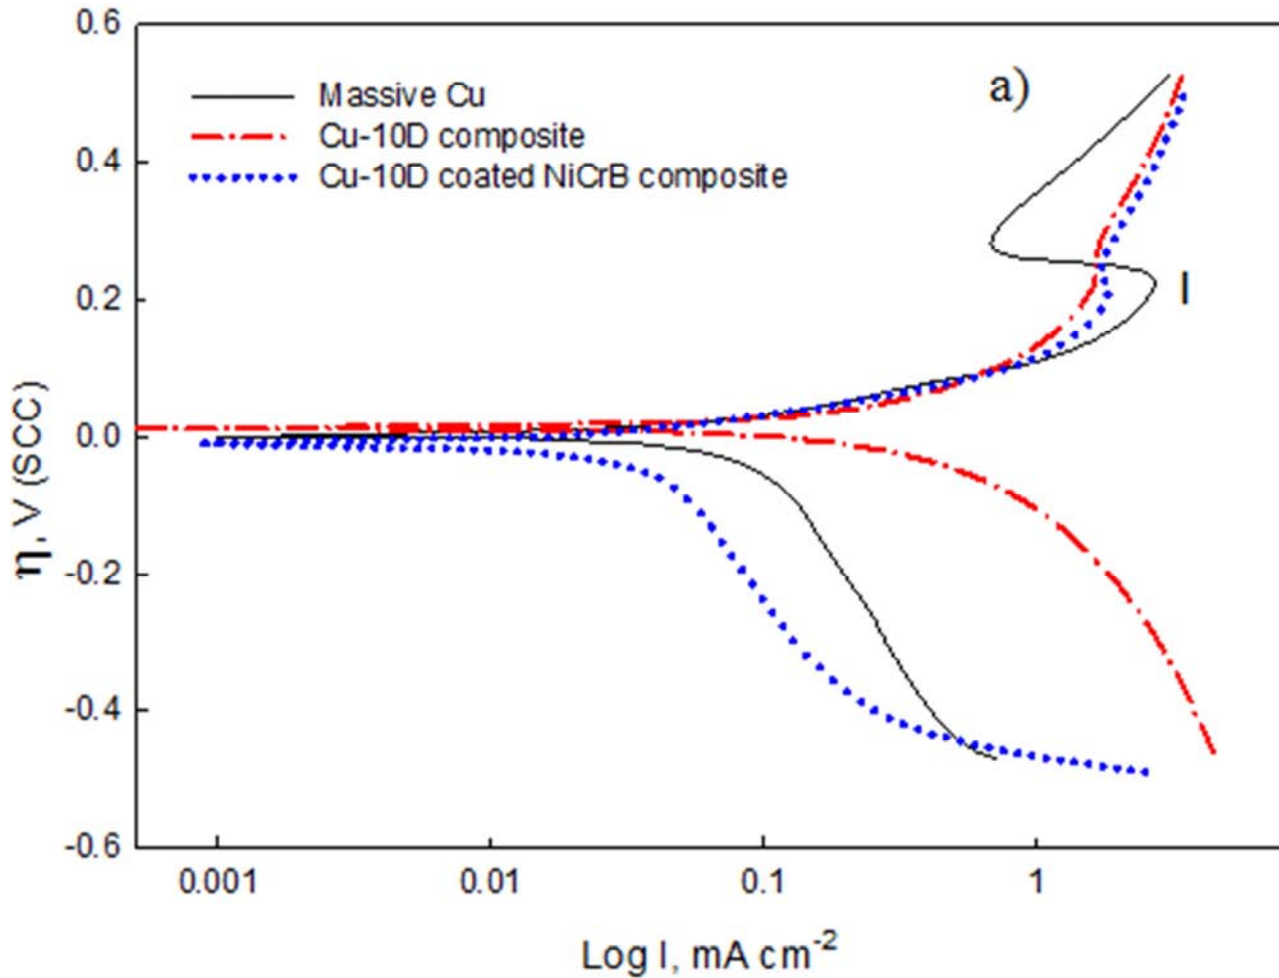 0.6
a)
Massive Cu
Cu-10D composite
Cu-10D coated NiCrB composite
0.4
0.2
I
0.0
-0.2
-0.4
-0.6
η, V (SCC)
0.001 0.01 0.1 1
Log I, mA cm⁻²